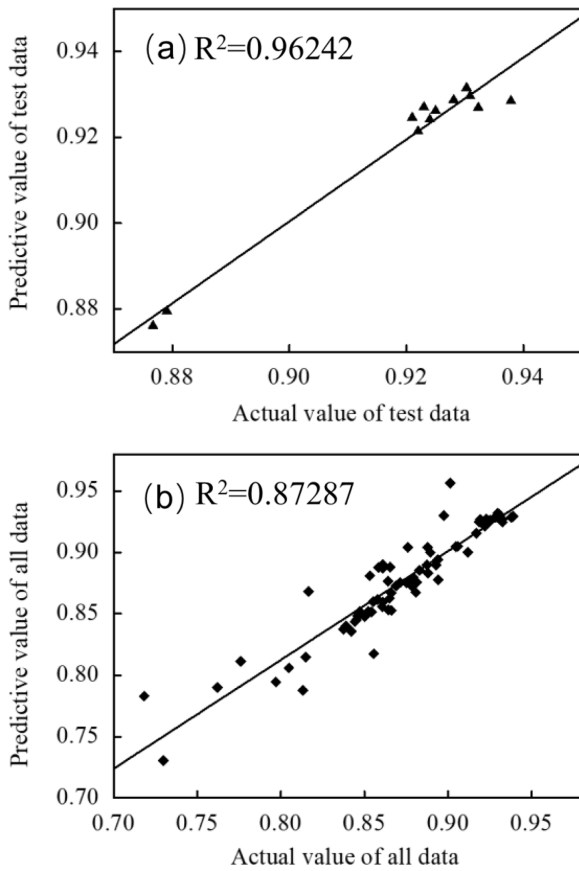 (a) R²=0.96242
Predictive value of test data
0.94
0.92
0.90
0.88
0.88 0.90 0.92 0.94
Actual value of test data
(b) R²=0.87287
Predictive value of all data
0.95
0.90
0.85
0.80
0.75
0.70
0.70 0.75 0.80 0.85 0.90 0.95
Actual value of all data